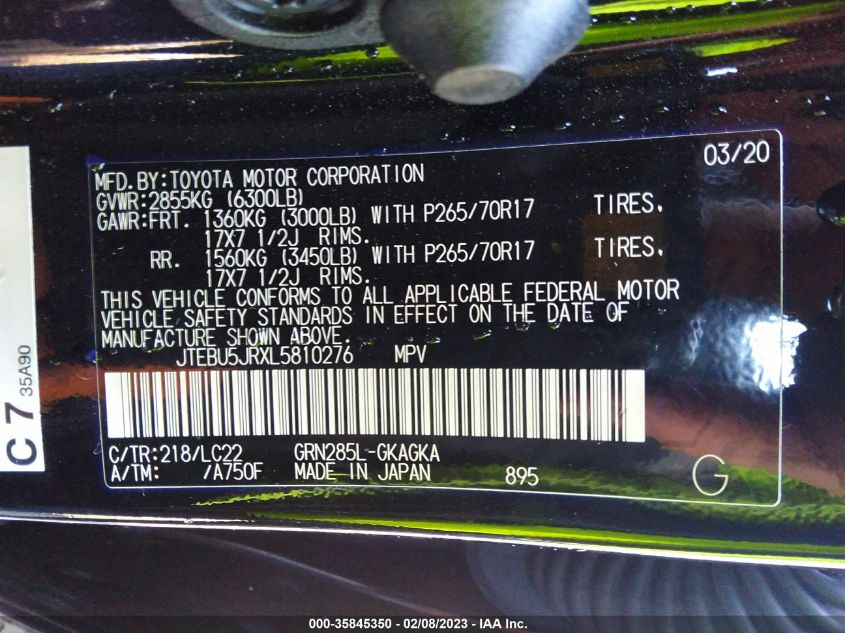 03/20
MFD.BY:TOYOTA MOTOR CORPORATION
GVWR:2855KG (6300LB)
GAWR:FRT. 1360KG (3000LB) WITH P265/70R17 TIRES.
17X7 1/2J RIMS.
RR. 1560KG (3450LB) WITH P265/70R17 TIRES.
17X7 1/2J RIMS.
THIS VEHICLE CONFORMS TO ALL APPLICABLE FEDERAL MOTOR
VEHICLE SAFETY STANDARDS IN EFFECT ON THE DATE OF
MANUFACTURE SHOWN ABOVE.
JTEBU5JRXL5810276 MPV
C/TR:218/LC22 GRN285L-GKAGKA
A/TM: /A750F MADE IN JAPAN 895 G
C 7
35A90
000-35845350 - 02/08/2023 - IAA Inc.